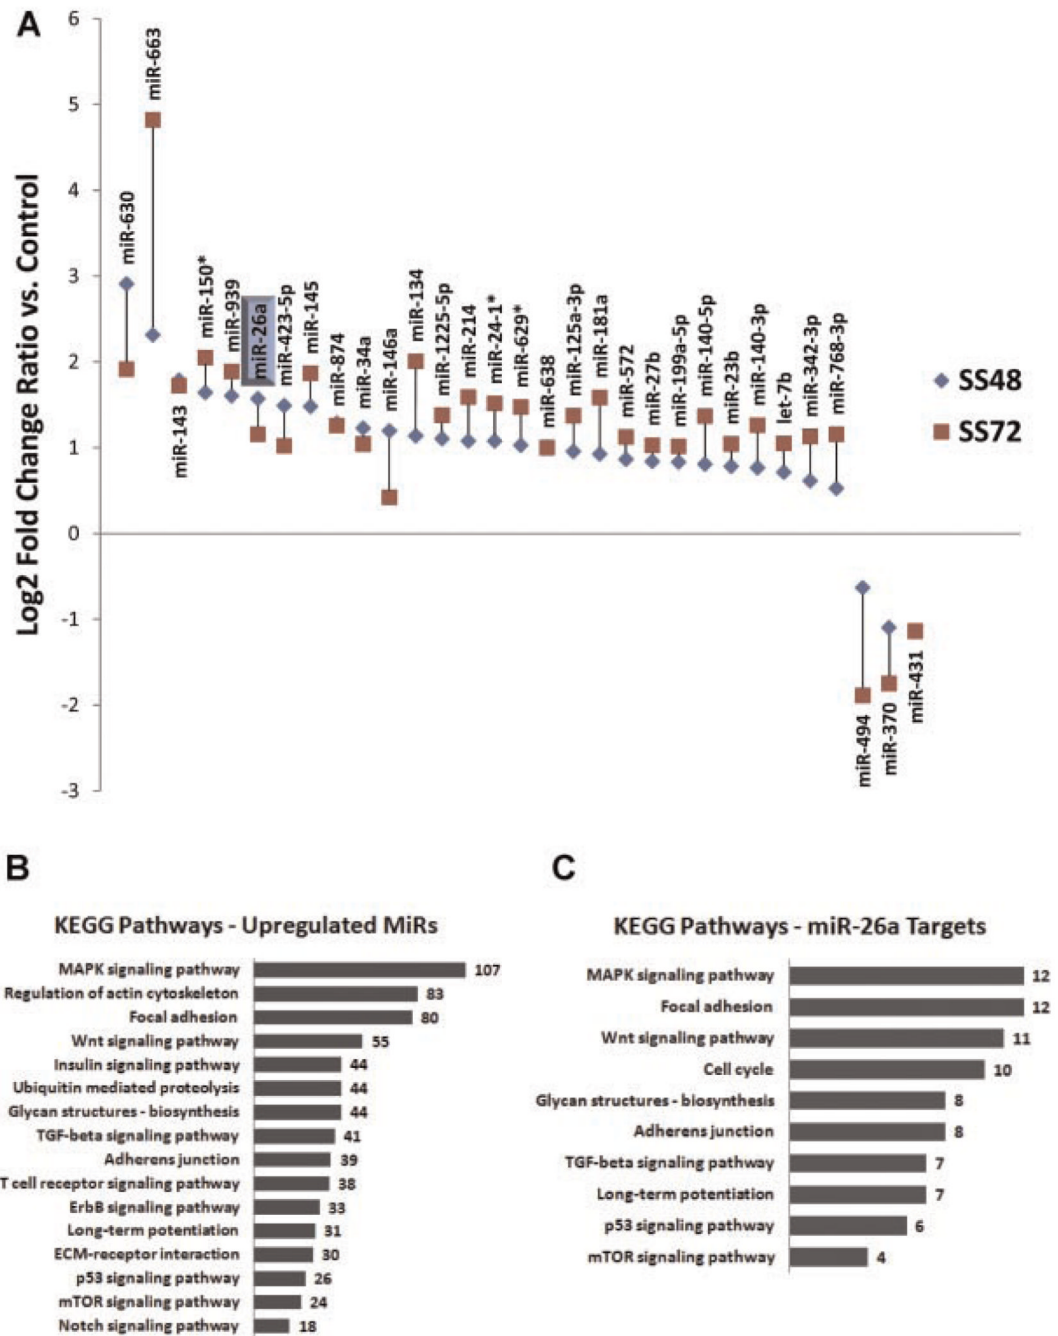 A
Log2 Fold Change Ratio vs. Control
6
5
4
3
2
1
0
-1
-2
-3
miR-630
miR-663
miR-143
miR-150*
miR-939
miR-26a
miR-423-5p
miR-145
miR-874
miR-34a
miR-146a
miR-134
miR-1225-5p
miR-214
miR-24-1*
miR-629*
miR-638
miR-125a-3p
miR-181a
miR-572
miR-27b
miR-199a-5p
miR-140-5p
miR-23b
miR-140-3p
let-7b
miR-342-3p
miR-768-3p
miR-494
miR-370
miR-431
SS48
SS72
B
KEGG Pathways - Upregulated MiRs
MAPK signaling pathway 107
Regulation of actin cytoskeleton 83
Focal adhesion 80
Wnt signaling pathway 55
Insulin signaling pathway 44
Ubiquitin mediated proteolysis 44
Glycan structures - biosynthesis 44
TGF-beta signaling pathway 41
Adherens junction 39
T cell receptor signaling pathway 38
ErbB signaling pathway 33
Long-term potentiation 31
ECM-receptor interaction 30
p53 signaling pathway 26
mTOR signaling pathway 24
Notch signaling pathway 18
C
KEGG Pathways - miR-26a Targets
MAPK signaling pathway 12
Focal adhesion 12
Wnt signaling pathway 11
Cell cycle 10
Glycan structures - biosynthesis 8
Adherens junction 8
TGF-beta signaling pathway 7
Long-term potentiation 7
p53 signaling pathway 6
mTOR signaling pathway 4